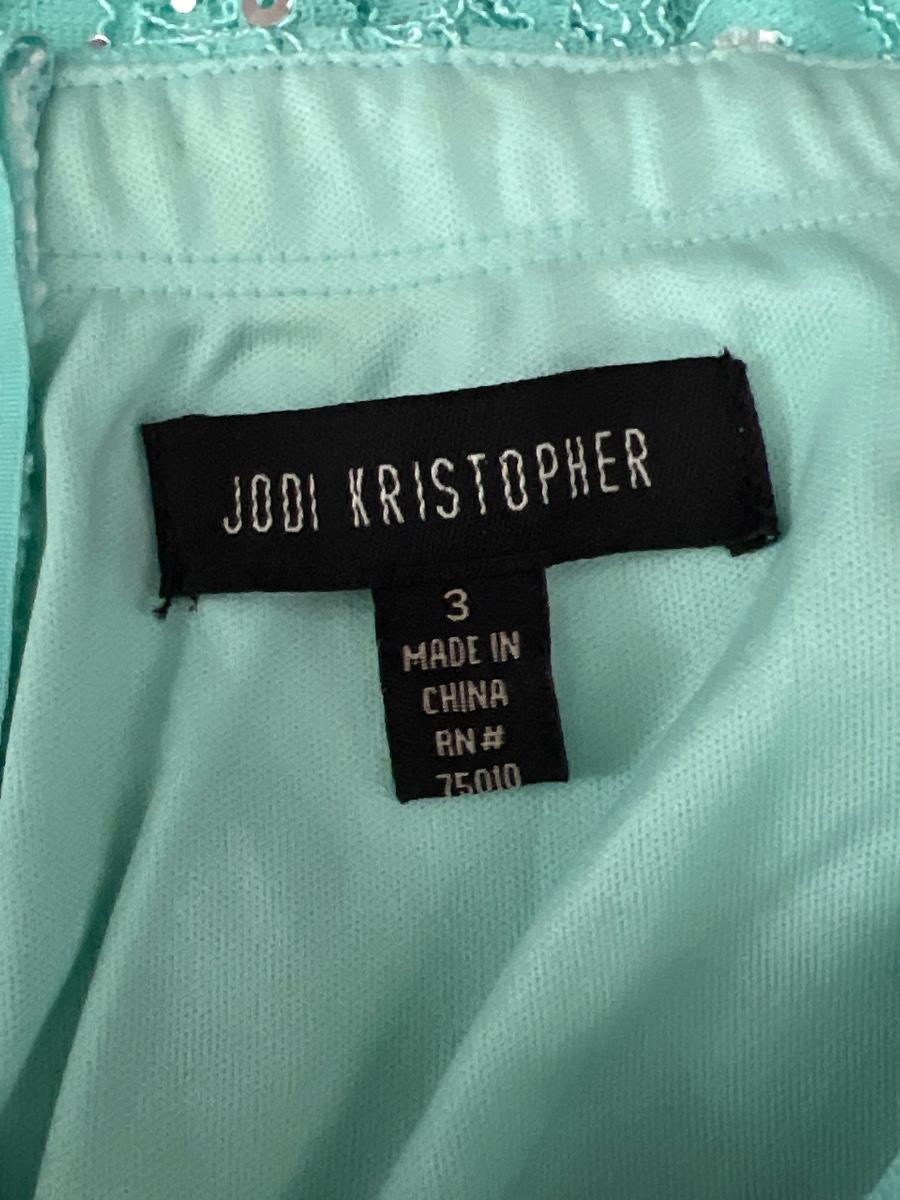 JODI KRISTOPHER
3
MADE IN
CHINA
RN#
75010